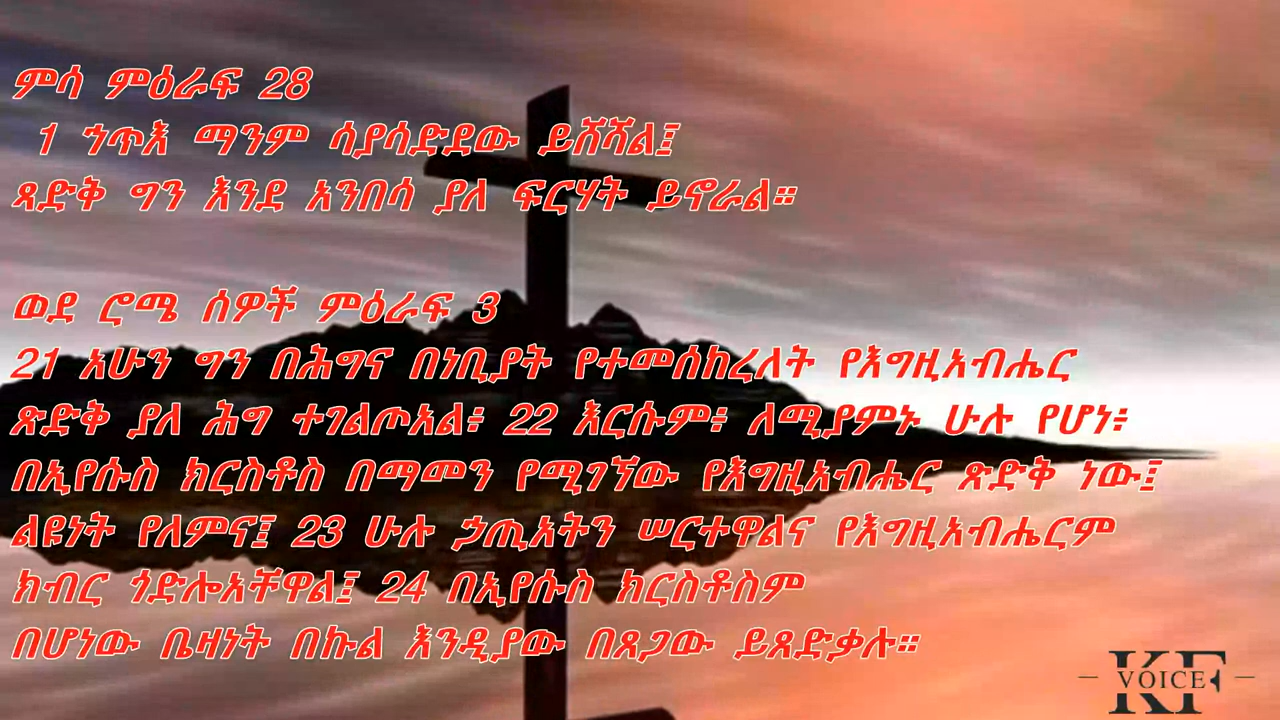 ምሳ ምዕራፍ 28
1 ኀጥእ ማንም ሳያሳድደው ይሸሻል፤
ጻድቅ ግን እንደ አንበሳ ያለ ፍርሃት ይኖራል።
ወደ ሮሜ ሰዎች ምዕራፍ 3
21 አሁን ግን በሕግና በነቢያት የተመሰከረለት የእግዚአብሔር
ጽድቅ ያለ ሕግ ተገልጦአል፥ 22 እርሱም፥ ለሚያምኑ ሁሉ የሆነ፥
በኢየሱስ ክርስቶስ በማመን የሚገኘው የእግዚአብሔር ጽድቅ ነው፤
ልዩነት የለምና፤ 23 ሁሉ ኃጢአትን ሠርተዋልና የእግዚአብሔርም
ክብር ጎድሎአቸዋል፤ 24 በኢየሱስ ክርስቶስም
በሆነው ቤዛነት በኩል እንዲያው በጸጋው ይጸድቃሉ።
KF
VOICE